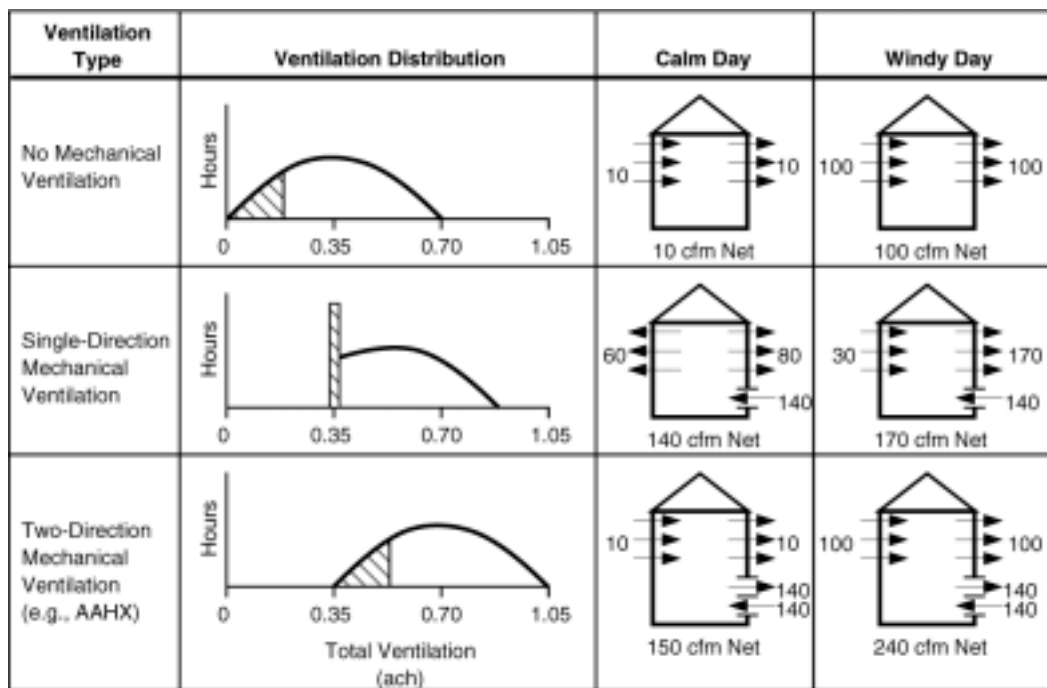 Ventilation
Type
Ventilation Distribution
Calm Day
Windy Day
No Mechanical
Ventilation
Hours
0
0.35
0.70
1.05
10
10
10 cfm Net
100
100
100 cfm Net
Single-Direction
Mechanical
Ventilation
Hours
0
0.35
0.70
1.05
60
80
140
140 cfm Net
30
170
140
170 cfm Net
Two-Direction
Mechanical
Ventilation
(e.g., AAHX)
Hours
0
0.35
0.70
1.05
Total Ventilation
(ach)
10
10
140
140
150 cfm Net
100
100
140
140
240 cfm Net